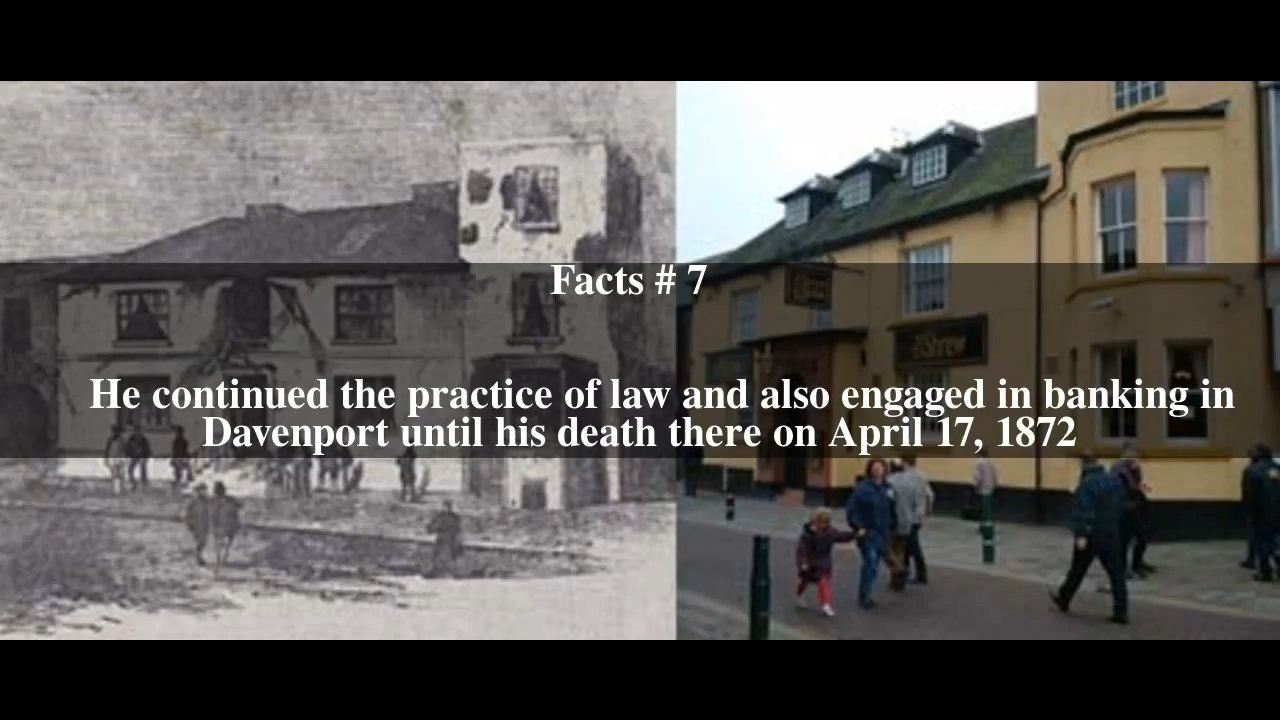 Facts # 7
He continued the practice of law and also engaged in banking in
Davenport until his death there on April 17, 1872
Shrew